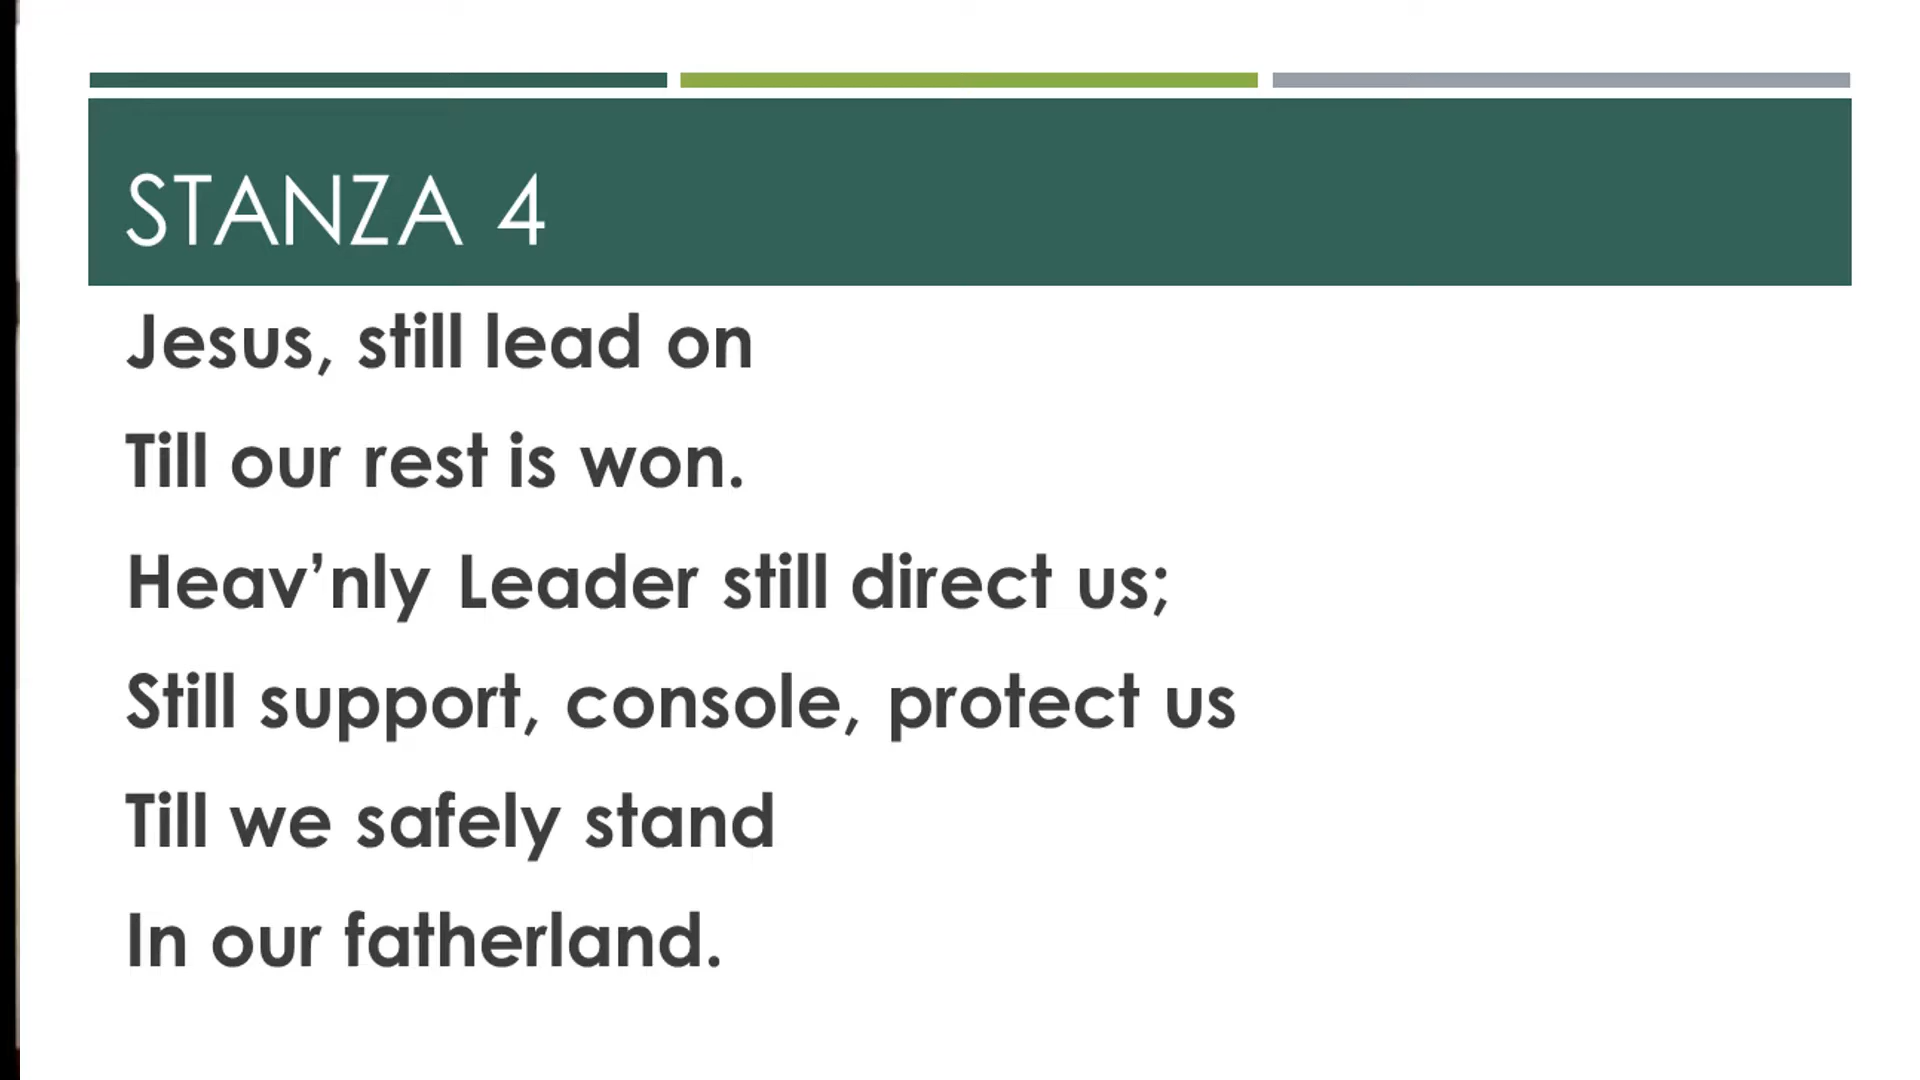 STANZA 4
Jesus, still lead on
Till our rest is won.
Heav’nly Leader still direct us;
Still support, console, protect us
Till we safely stand
In our fatherland.